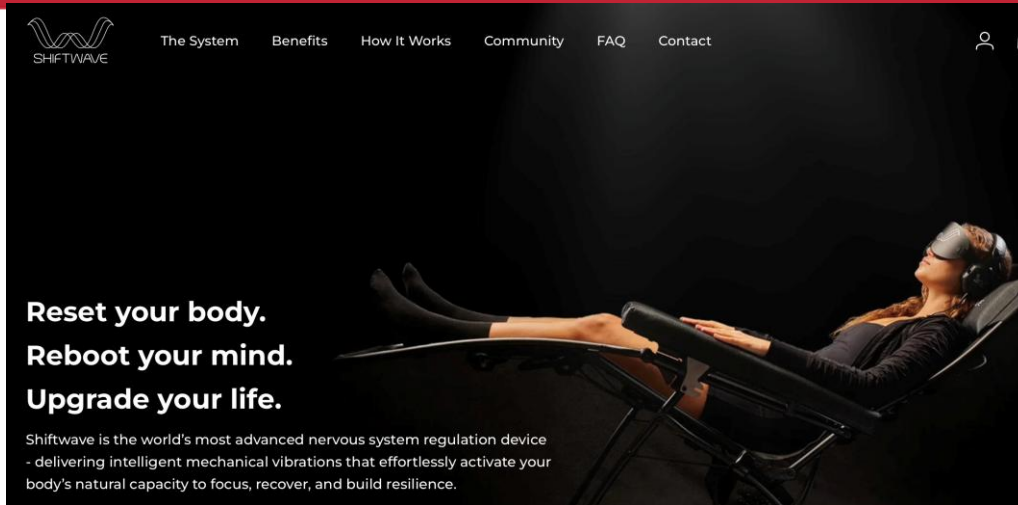 SHIFTWAVE
The System
Benefits
How It Works
Community
FAQ
Contact
Reset your body.
Reboot your mind.
Upgrade your life.
Shiftwave is the world's most advanced nervous system regulation device
- delivering intelligent mechanical vibrations that effortlessly activate your
body's natural capacity to focus, recover, and build resilience.